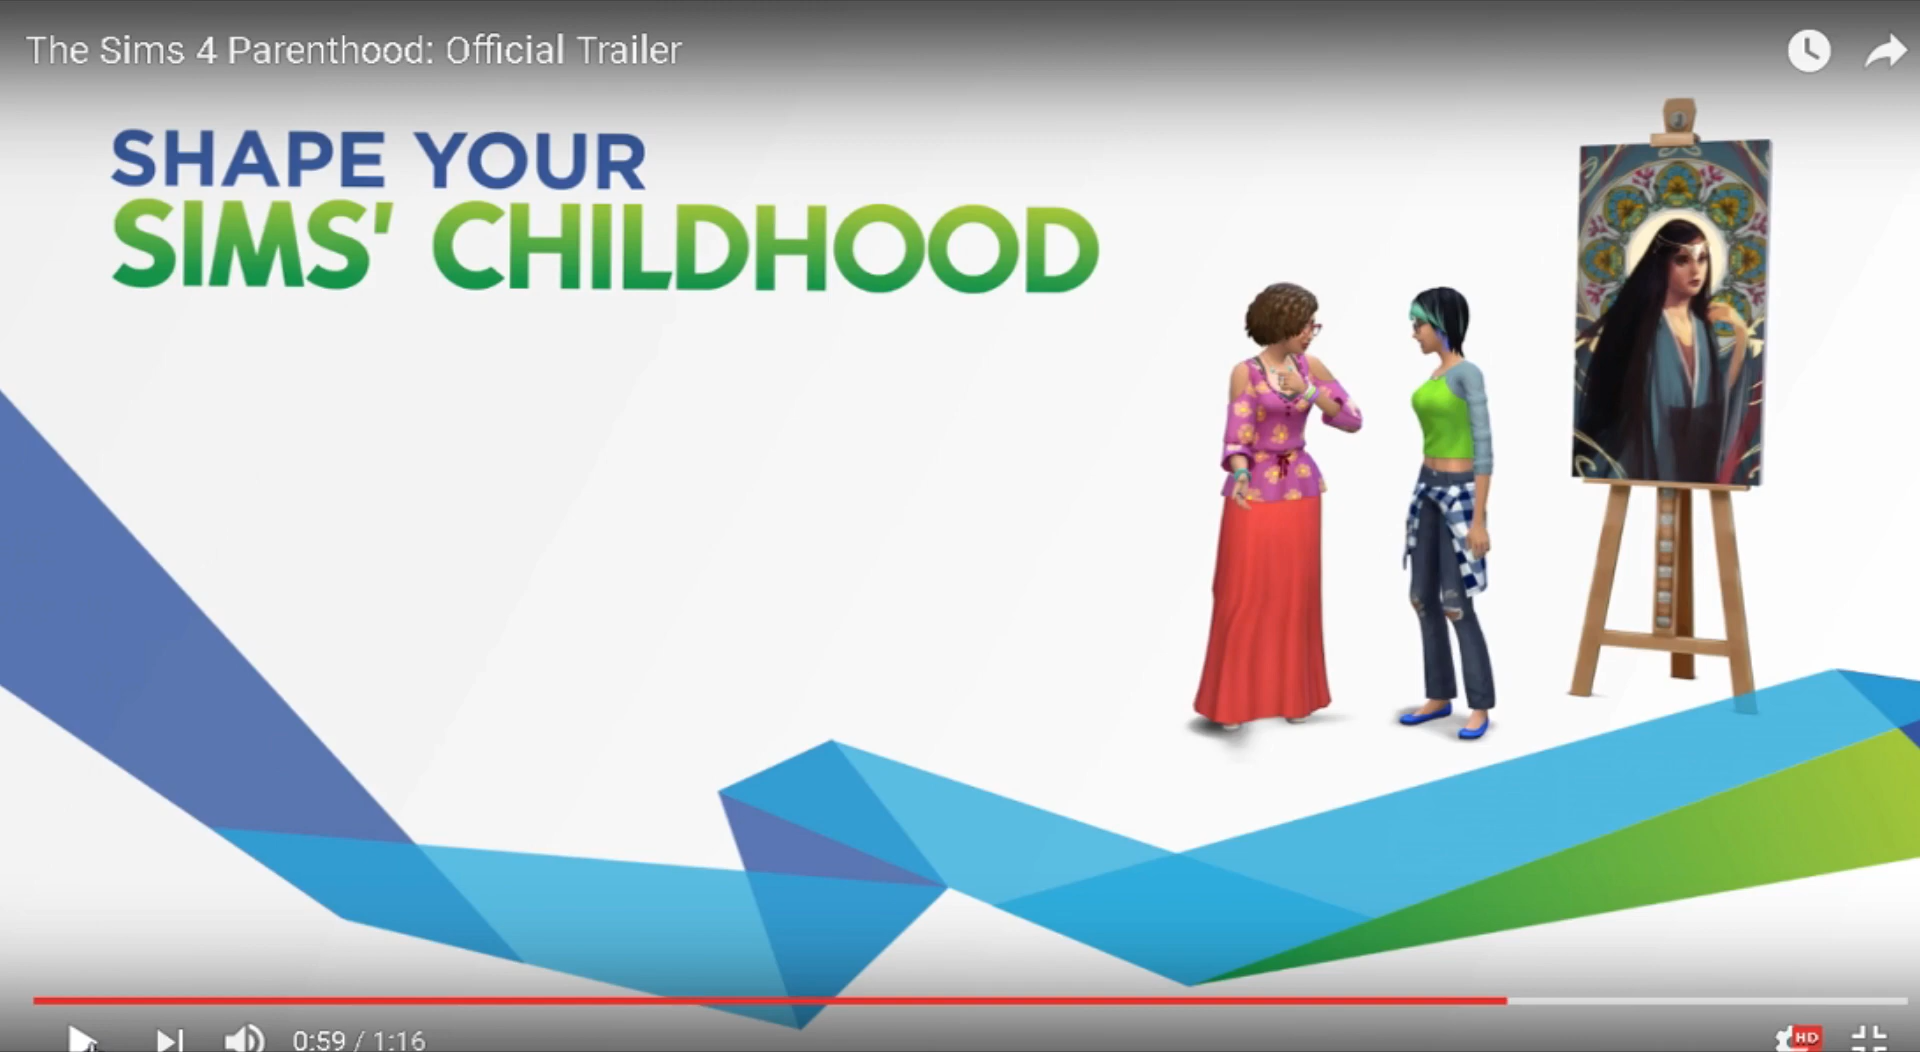 The Sims 4 Parenthood: Official Trailer
SHAPE YOUR
SIMS' CHILDHOOD
0:59 / 1:16
HD